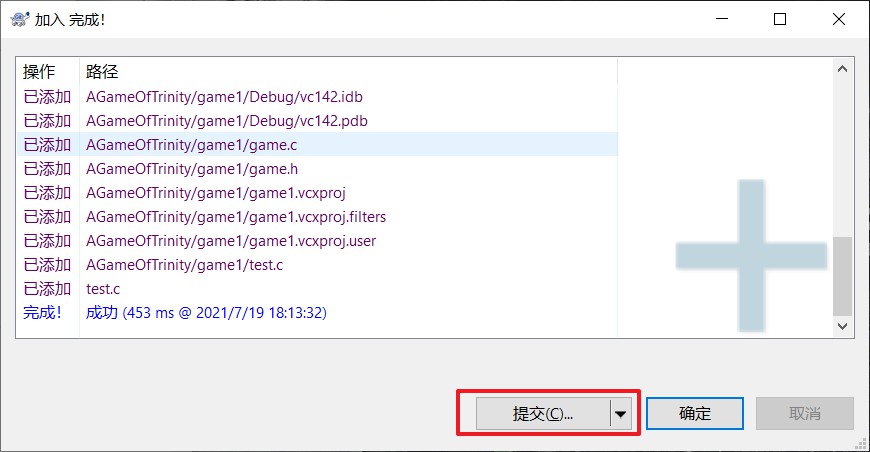 加入 完成!
操作 路径
已添加 AGameOfTrinity/game1/Debug/vc142.idb
已添加 AGameOfTrinity/game1/Debug/vc142.pdb
已添加 AGameOfTrinity/game1/game.c
已添加 AGameOfTrinity/game1/game.h
已添加 AGameOfTrinity/game1/game1.vcxproj
已添加 AGameOfTrinity/game1/game1.vcxproj.filters
已添加 AGameOfTrinity/game1/game1.vcxproj.user
已添加 AGameOfTrinity/game1/test.c
已添加 test.c
完成! 成功 (453 ms @ 2021/7/19 18:13:32)
提交(C)... 确定 取消